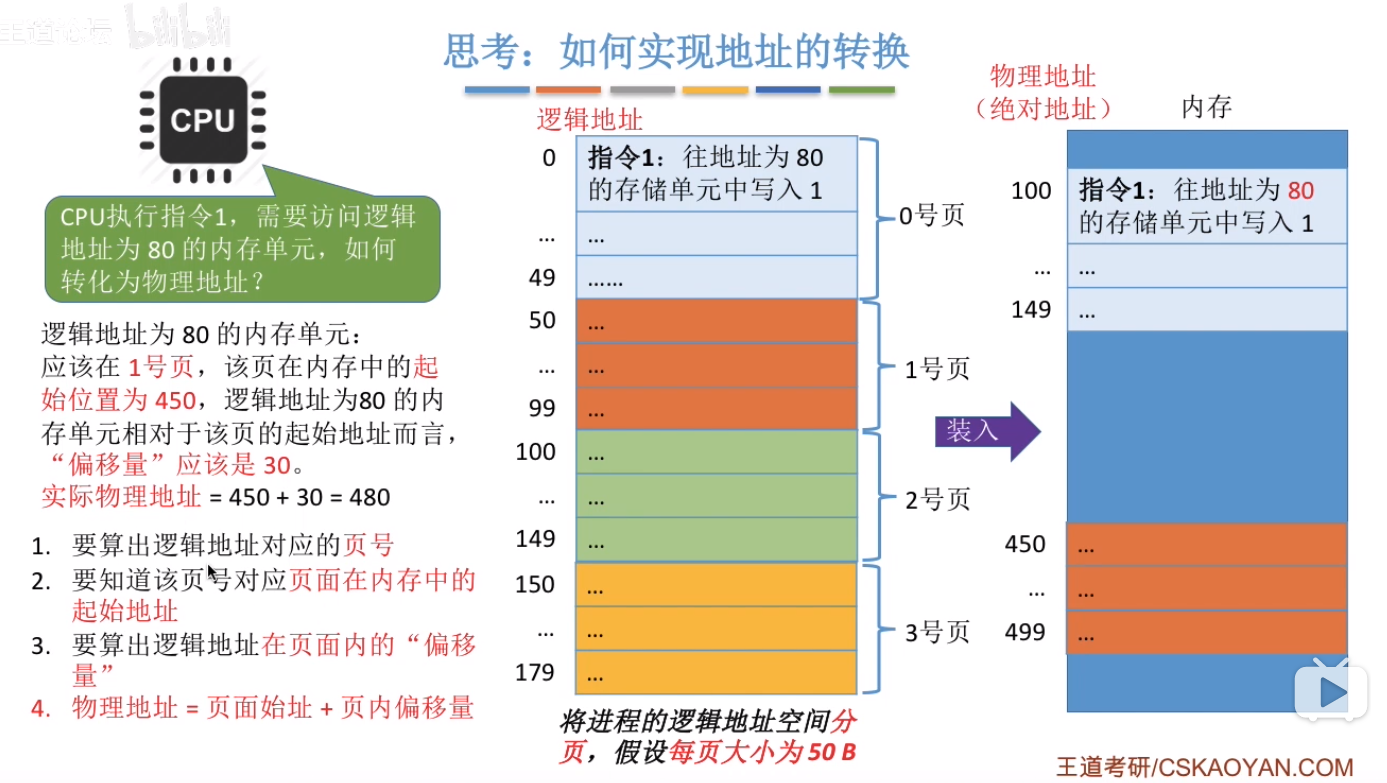 王道论坛 bilibili
思考：如何实现地址的转换
CPU
CPU执行指令1，需要访问逻辑
地址为 80 的内存单元，如何
转化为物理地址？
逻辑地址为 80 的内存单元：
应该在 1号页，该页在内存中的起
始位置为 450，逻辑地址为80 的内
存单元相对于该页的起始地址而言，
“偏移量”应该是 30。
实际物理地址 = 450 + 30 = 480
1. 要算出逻辑地址对应的页号
2. 要知道该页号对应页面在内存中的
起始地址
3. 要算出逻辑地址在页面内的“偏移
量”
4. 物理地址 = 页面始址 + 页内偏移量
逻辑地址
0 指令1：往地址为 80
的存储单元中写入 1
... ...
49 ......
0号页
50 ...
... ...
99 ...
1号页
100 ...
... ...
149 ...
2号页
150 ...
... ...
179 ...
3号页
将进程的逻辑地址空间分
页，假设每页大小为 50 B
装入
物理地址
（绝对地址）
内存
100 指令1：往地址为 80
的存储单元中写入 1
... ...
149 ...
450 ...
... ...
499 ...
王道考研/CSKAOYAN.COM